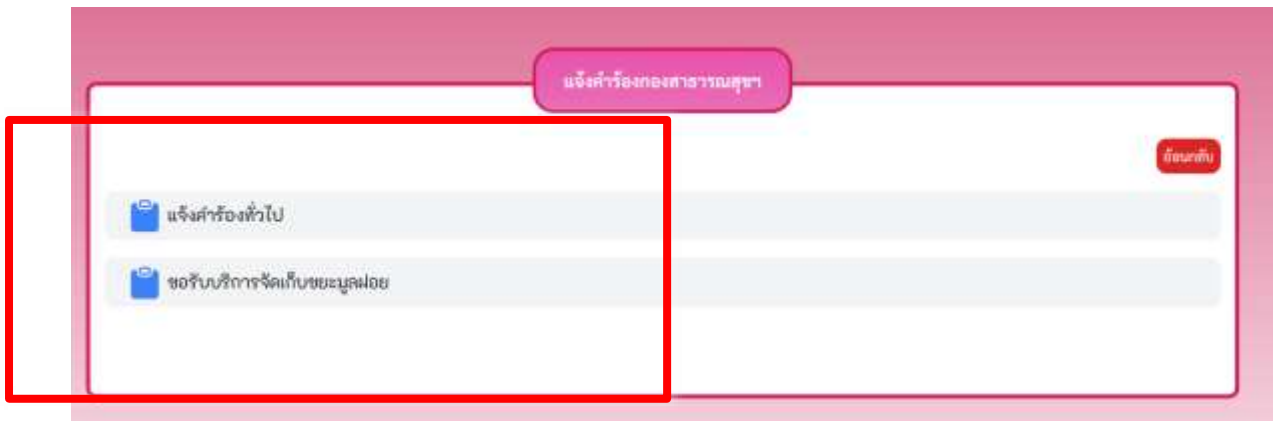 แจ้งคำร้องกองสาธารณสุขฯ
ย้อนกลับ
แจ้งคำร้องทั่วไป
ขอรับบริการจัดเก็บขยะมูลฝอย